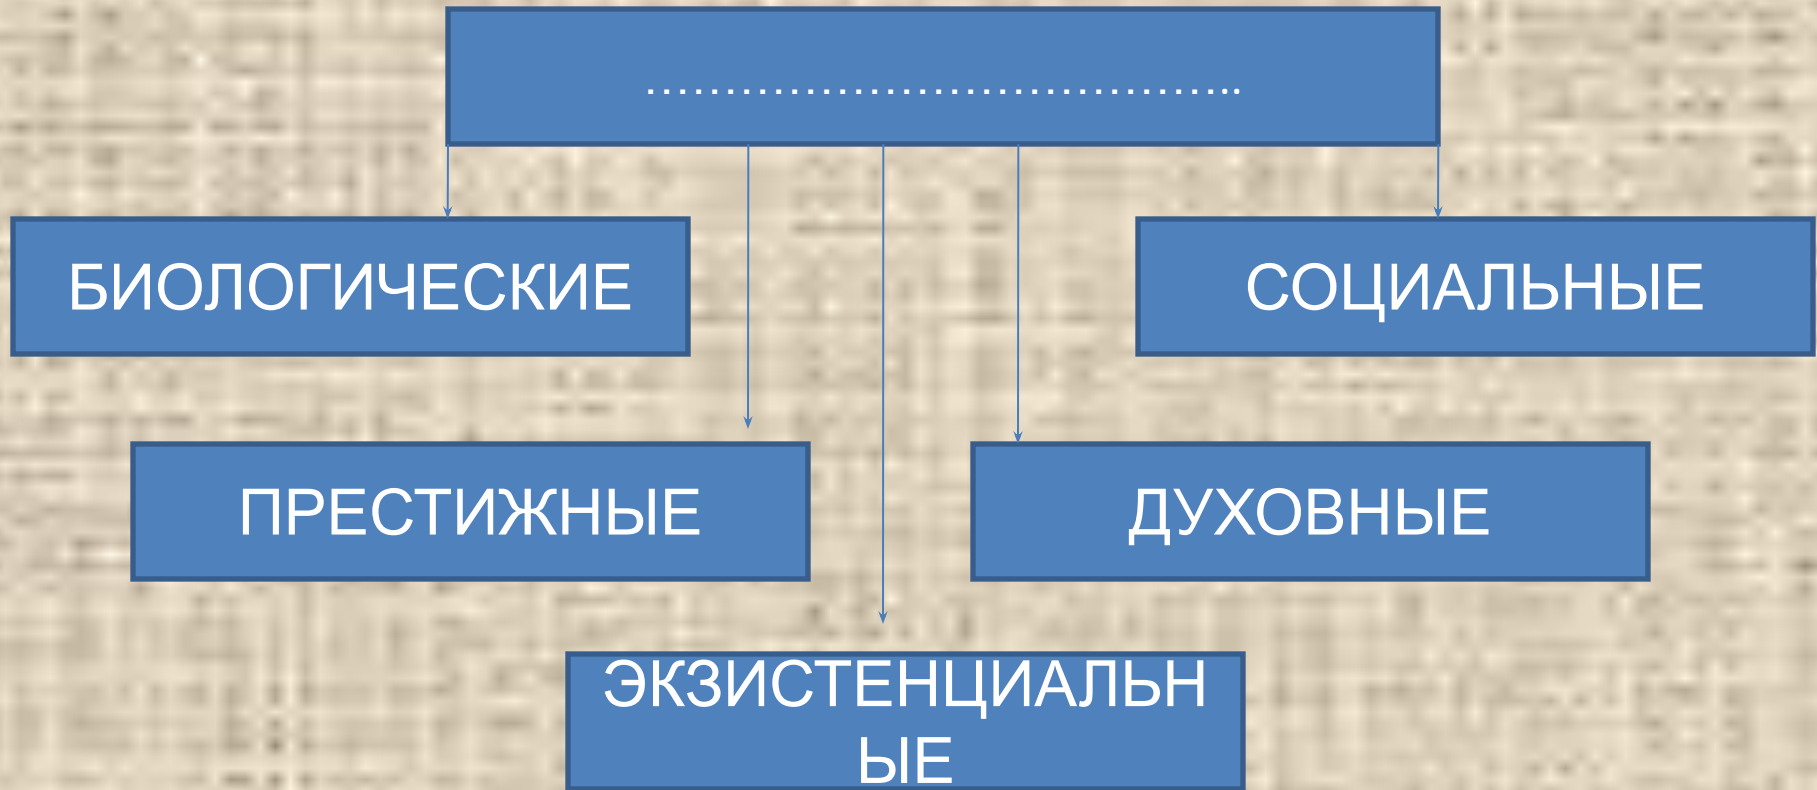 …………………………………..
БИОЛОГИЧЕСКИЕ
СОЦИАЛЬНЫЕ
ПРЕСТИЖНЫЕ
ДУХОВНЫЕ
ЭКЗИСТЕНЦИАЛЬН
ЫЕ